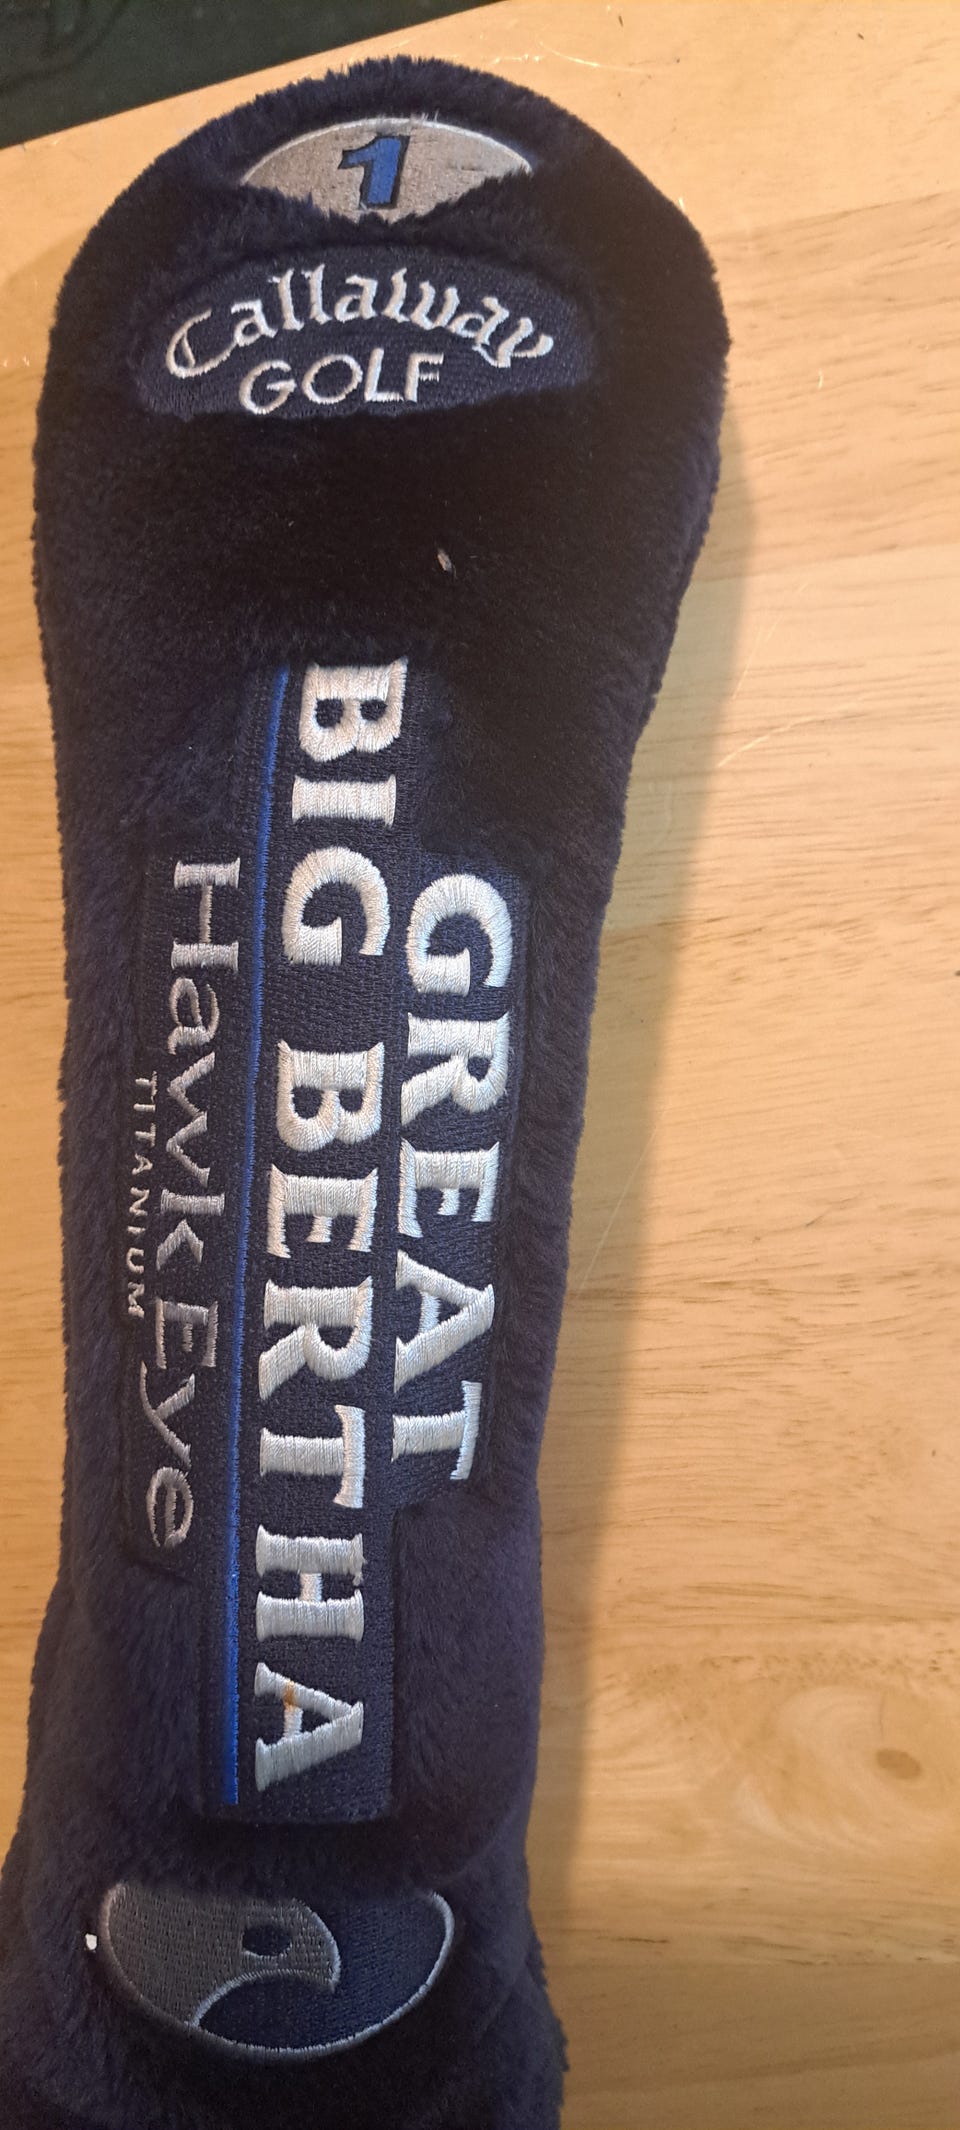 1
Callaway
GOLF
GREAT
BIG BERTHA
HawkEye
TITANIUM